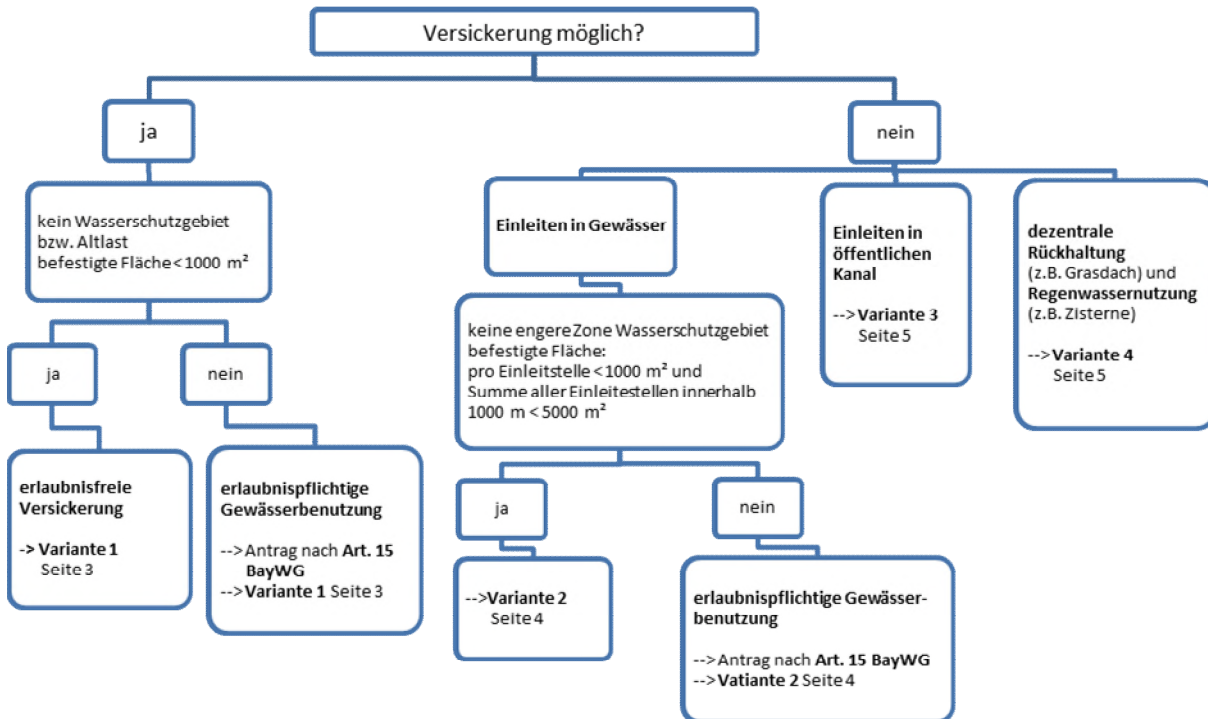 Versickerung möglich?
ja
nein
kein Wasserschutzgebiet
bzw. Altlast
befestigte Fläche < 1000 m²
ja
nein
erlaubnisfreie
Versickerung
-> Variante 1
Seite 3
erlaubnispflichtige
Gewässerbenutzung
--> Antrag nach Art. 15
BayWG
--> Variante 1 Seite 3
Einleiten in Gewässer
keine engere Zone Wasserschutzgebiet
befestigte Fläche:
pro Einleitstelle < 1000 m² und
Summe aller Einleitestellen innerhalb
1000 m < 5000 m²
ja
nein
--> Variante 2
Seite 4
erlaubnispflichtige Gewässer-
benutzung
--> Antrag nach Art. 15 BayWG
--> Vatiante 2 Seite 4
Einleiten in
öffentlichen
Kanal
--> Variante 3
Seite 5
dezentrale
Rückhaltung
(z.B. Grasdach) und
Regenwassernutzung
(z.B. Zisterne)
--> Variante 4
Seite 5